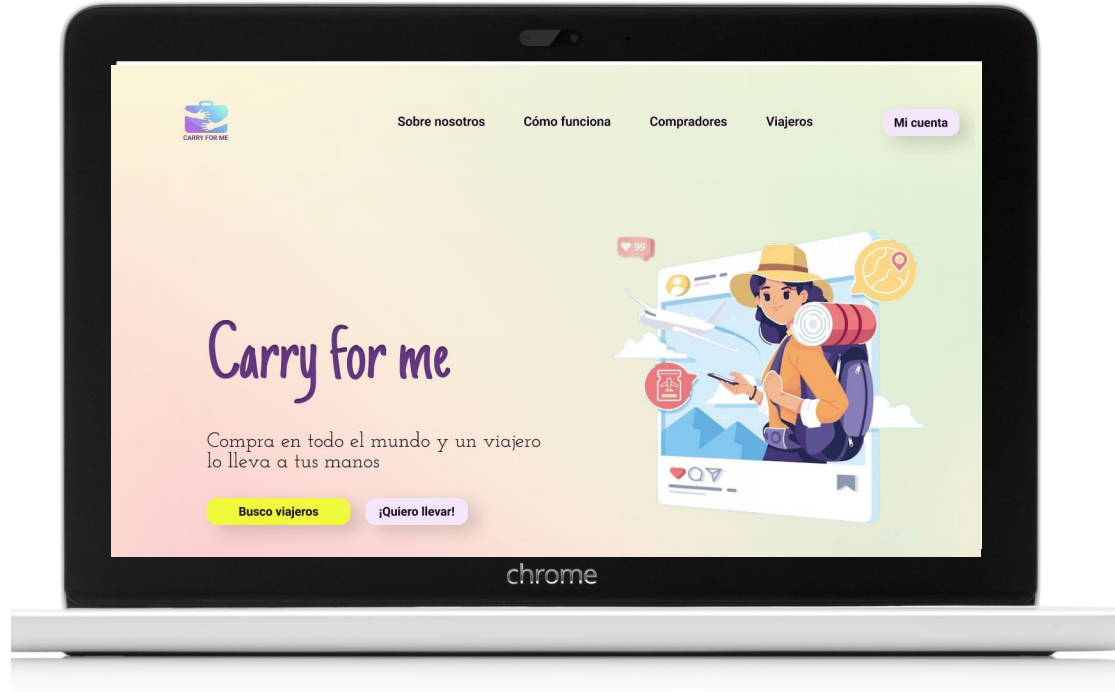 CARRY FOR ME
Sobre nosotros
Cómo funciona
Compradores
Viajeros
Mi cuenta
99
Carry for me
Compra en todo el mundo y un viajero
lo lleva a tus manos
Busco viajeros
¡Quiero llevar!
chrome